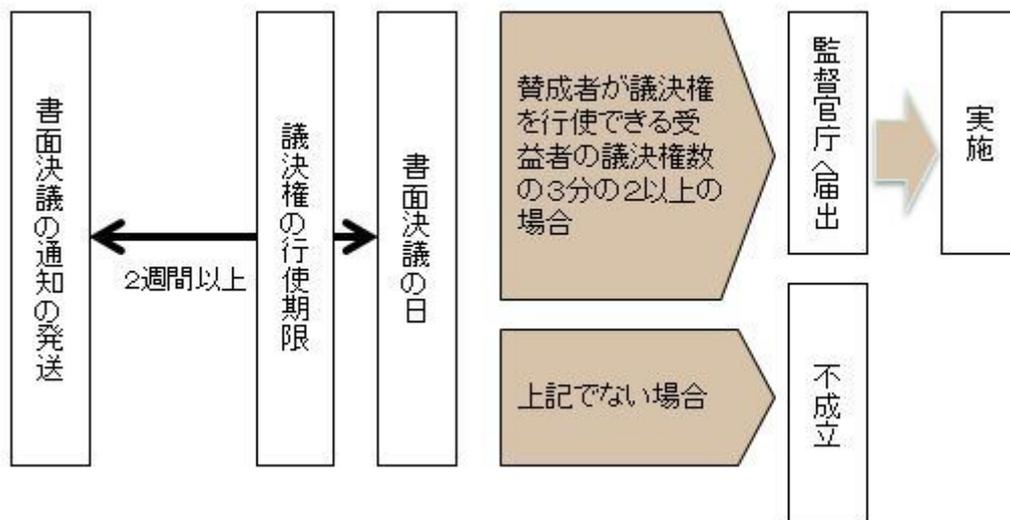 書面決議の通知の発送
2週間以上
議決権の行使期限
書面決議の日
賛成者が議決権
を行使できる受
益者の議決権数
の3分の2以上の
場合
監督官庁へ届出
実施
上記でない場合
不成立